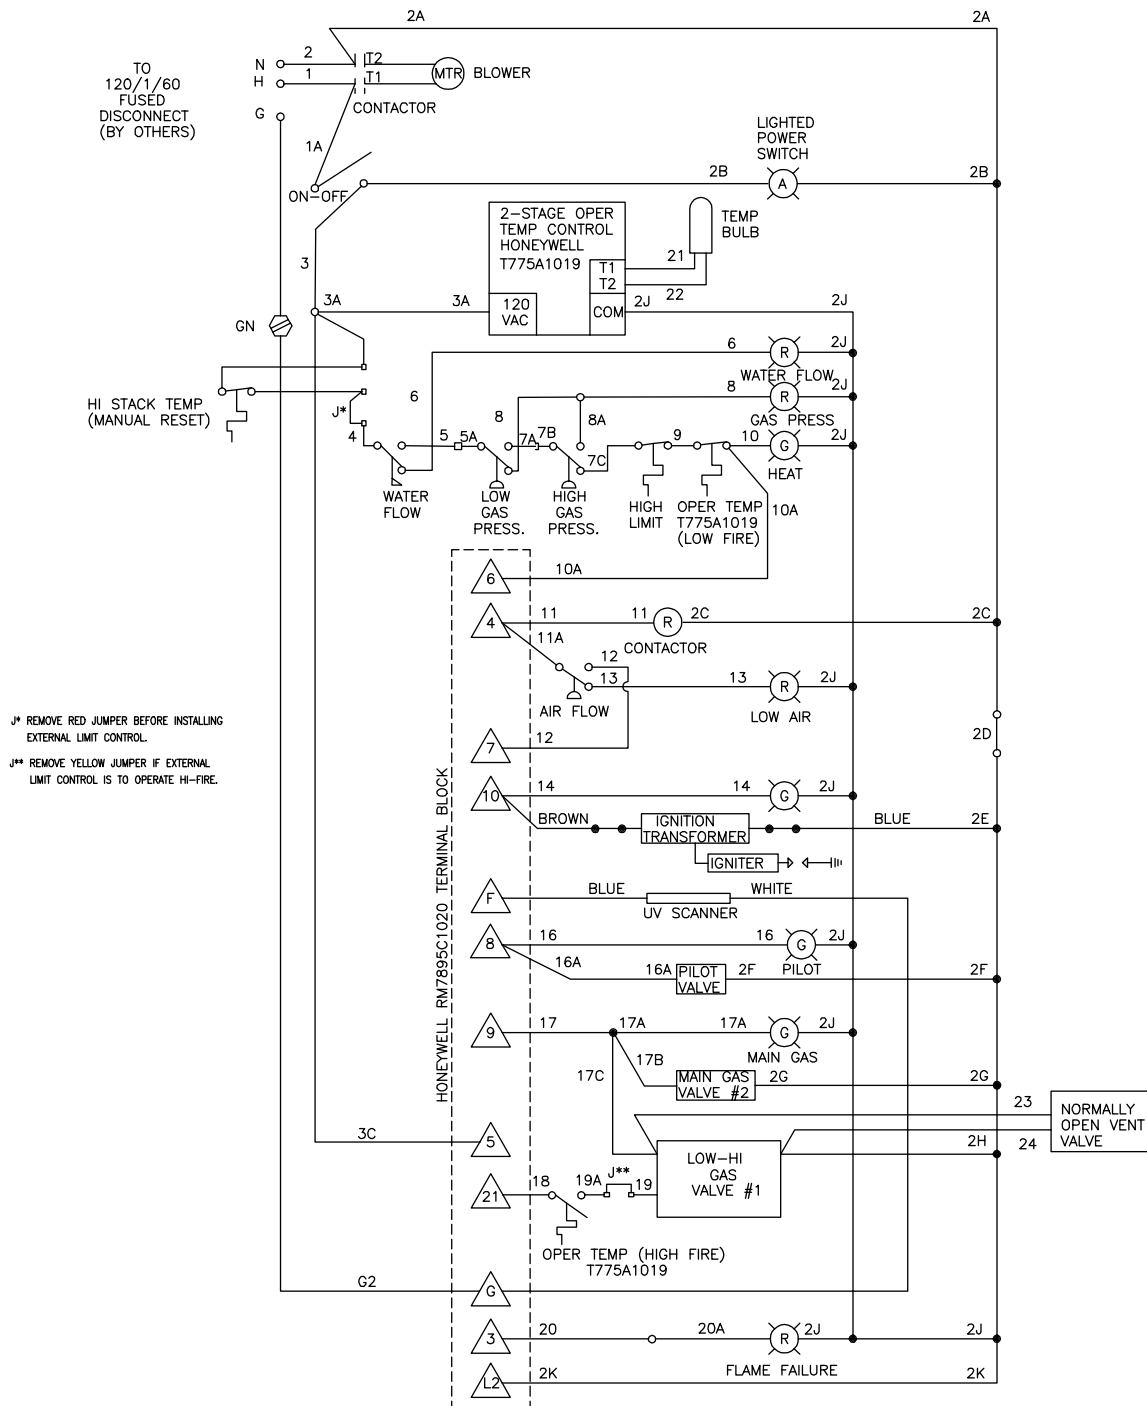 2A
2A
2
T2
N
TO
120/1/60
FUSED
DISCONNECT
(BY OTHERS)
MTR
BLOWER
1
T1
H
CONTACTOR
G
1A
LIGHTED
POWER
SWITCH
2B
A
2B
ON-OFF
2-STAGE OPER
TEMP CONTROL
HONEYWELL
T775A1019
TEMP
BULB
21
T1
T2
22
3
3A
3A
120
VAC
COM
2J
2J
GN
6
R
2J
WATER FLOW
6
8
R
2J
GAS PRESS
HI STACK TEMP
(MANUAL RESET)
J*
4
5
5A
8
7A
7B
8A
7C
9
10
G
2J
HEAT
WATER
FLOW
LOW
GAS
PRESS.
HIGH
GAS
PRESS.
HIGH
LIMIT
OPER TEMP
T775A1019
(LOW FIRE)
10A
6
10A
4
11
11
R
2C
2C
CONTACTOR
11A
12
13
13
R
2J
AIR FLOW
LOW AIR
J* REMOVE RED JUMPER BEFORE INSTALLING
EXTERNAL LIMIT CONTROL.
J** REMOVE YELLOW JUMPER IF EXTERNAL
LIMIT CONTROL IS TO OPERATE HI-FIRE.
2D
7
12
HONEYWELL RM7895C1020 TERMINAL BLOCK
10
14
14
G
2J
BROWN
IGNITION
TRANSFORMER
BLUE
2E
IGNITER
F
BLUE
WHITE
UV SCANNER
8
16
16
G
2J
PILOT
16A
16A
PILOT
VALVE
2F
2F
9
17
17A
17A
G
2J
MAIN GAS
17B
17C
MAIN GAS
VALVE #2
2G
2G
23
NORMALLY
OPEN VENT
VALVE
24
3C
5
2H
LOW-HI
GAS
VALVE #1
21
18
19A
J**
19
OPER TEMP (HIGH FIRE)
T775A1019
G2
G
3
20
20A
R
2J
2J
FLAME FAILURE
L2
2K
2K